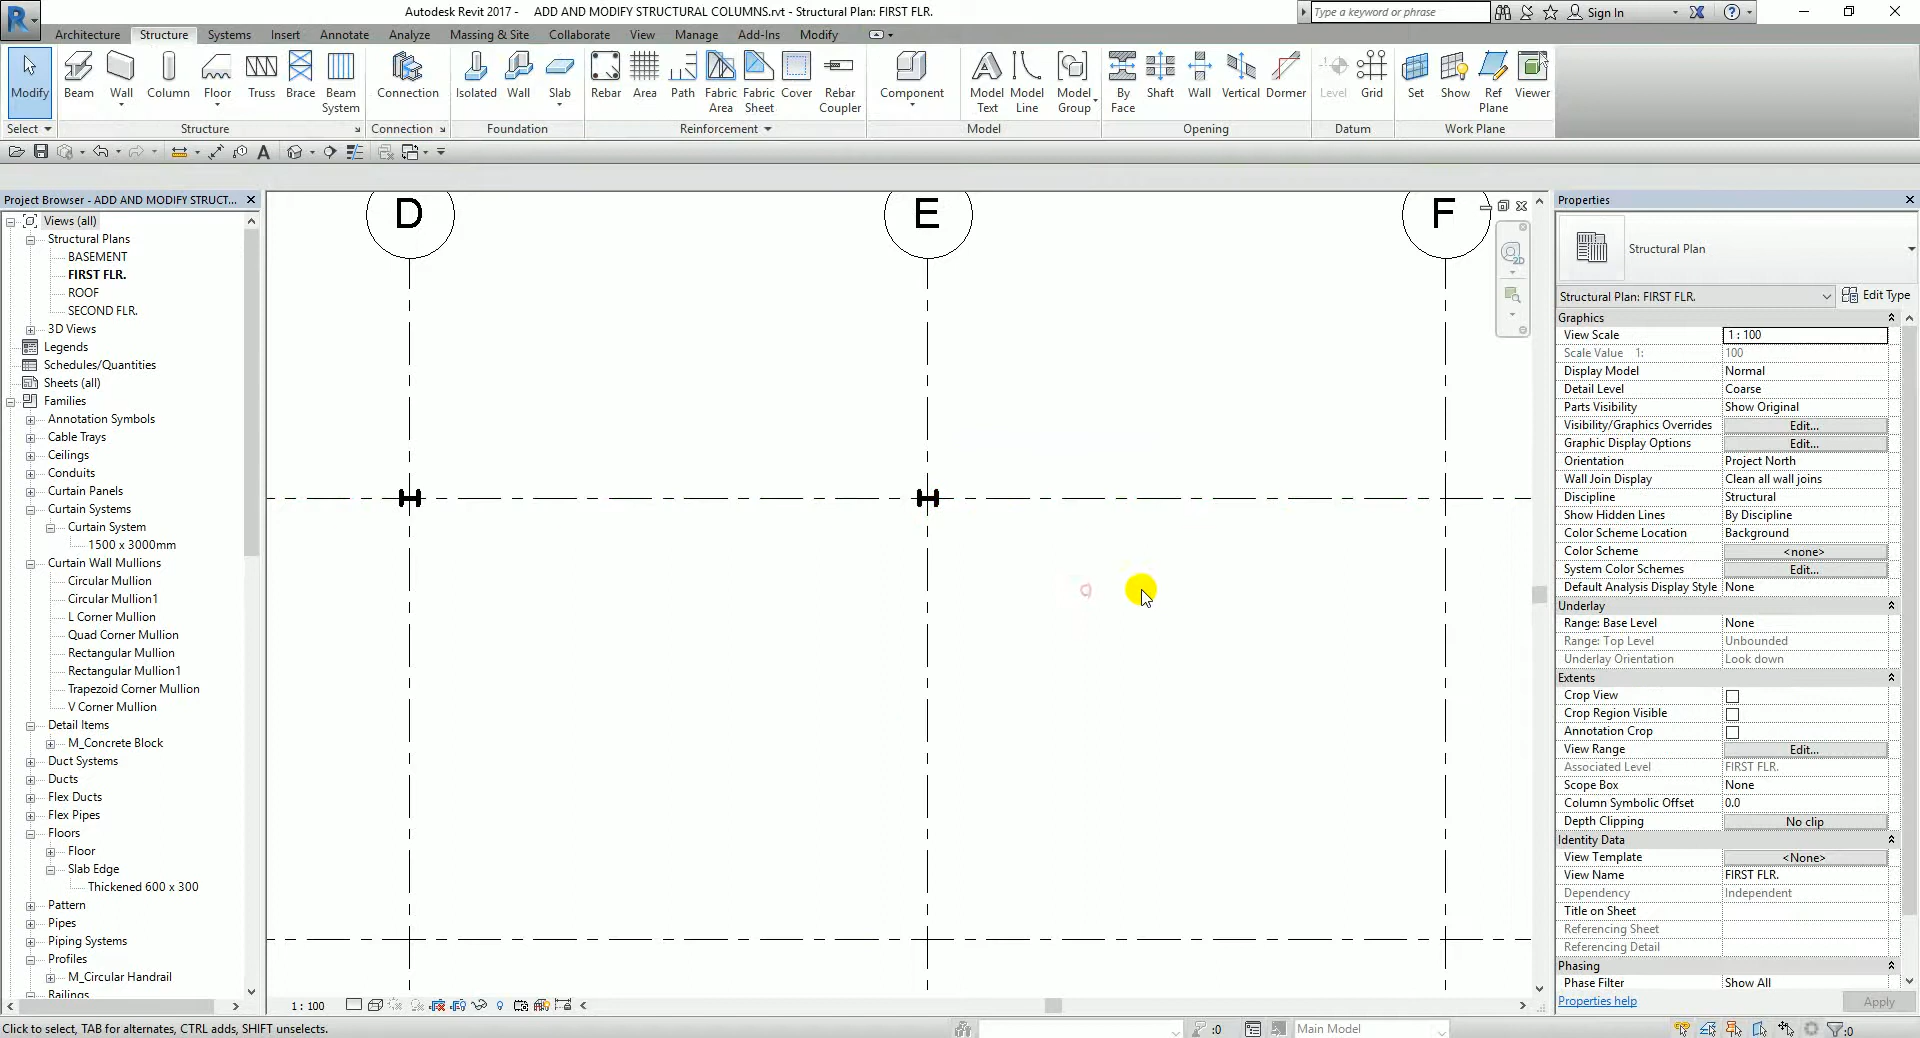 Autodesk Revit 2017 - ADD AND MODIFY STRUCTURAL COLUMNS.rvt - Structural Plan: FIRST FLR.
Type a keyword or phrase
Sign In
Architecture Structure Systems Insert Annotate Analyze Massing & Site Collaborate View Manage Add-Ins Modify
Modify Beam Wall Column Floor Truss Brace Beam System Connection Isolated Wall Slab Rebar Area Path Fabric Area Fabric Sheet Cover Rebar Coupler Component Model Text Model Line Model Group By Face Shaft Wall Vertical Dormer Level Grid Set Show Ref Plane Viewer
Select Structure Connection Foundation Reinforcement Model Opening Datum Work Plane
Project Browser - ADD AND MODIFY STRUCT...
Views (all)
Structural Plans
BASEMENT
FIRST FLR.
ROOF
SECOND FLR.
3D Views
Legends
Schedules/Quantities
Sheets (all)
Families
Annotation Symbols
Cable Trays
Ceilings
Conduits
Curtain Panels
Curtain Systems
Curtain System
1500 x 3000mm
Curtain Wall Mullions
Circular Mullion
Circular Mullion1
L Corner Mullion
Quad Corner Mullion
Rectangular Mullion
Rectangular Mullion1
Trapezoid Corner Mullion
V Corner Mullion
Detail Items
M_Concrete Block
Duct Systems
Ducts
Flex Ducts
Flex Pipes
Floors
Floor
Slab Edge
Thickened 600 x 300
Pattern
Pipes
Piping Systems
Profiles
M_Circular Handrail
Railings
D E F
2D
1 : 100
Properties
Structural Plan
Structural Plan: FIRST FLR. Edit Type
Graphics
View Scale 1 : 100
Scale Value 1: 100
Display Model Normal
Detail Level Coarse
Parts Visibility Show Original
Visibility/Graphics Overrides Edit...
Graphic Display Options Edit...
Orientation Project North
Wall Join Display Clean all wall joins
Discipline Structural
Show Hidden Lines By Discipline
Color Scheme Location Background
Color Scheme <none>
System Color Schemes Edit...
Default Analysis Display Style None
Underlay
Range: Base Level None
Range: Top Level Unbounded
Underlay Orientation Look down
Extents
Crop View
Crop Region Visible
Annotation Crop
View Range Edit...
Associated Level FIRST FLR.
Scope Box None
Column Symbolic Offset 0.0
Depth Clipping No clip
Identity Data
View Template <None>
View Name FIRST FLR.
Dependency Independent
Title on Sheet
Referencing Sheet
Referencing Detail
Phasing
Phase Filter Show All
Properties help Apply
Click to select, TAB for alternates, CTRL adds, SHIFT unselects.
:0 Main Model :0